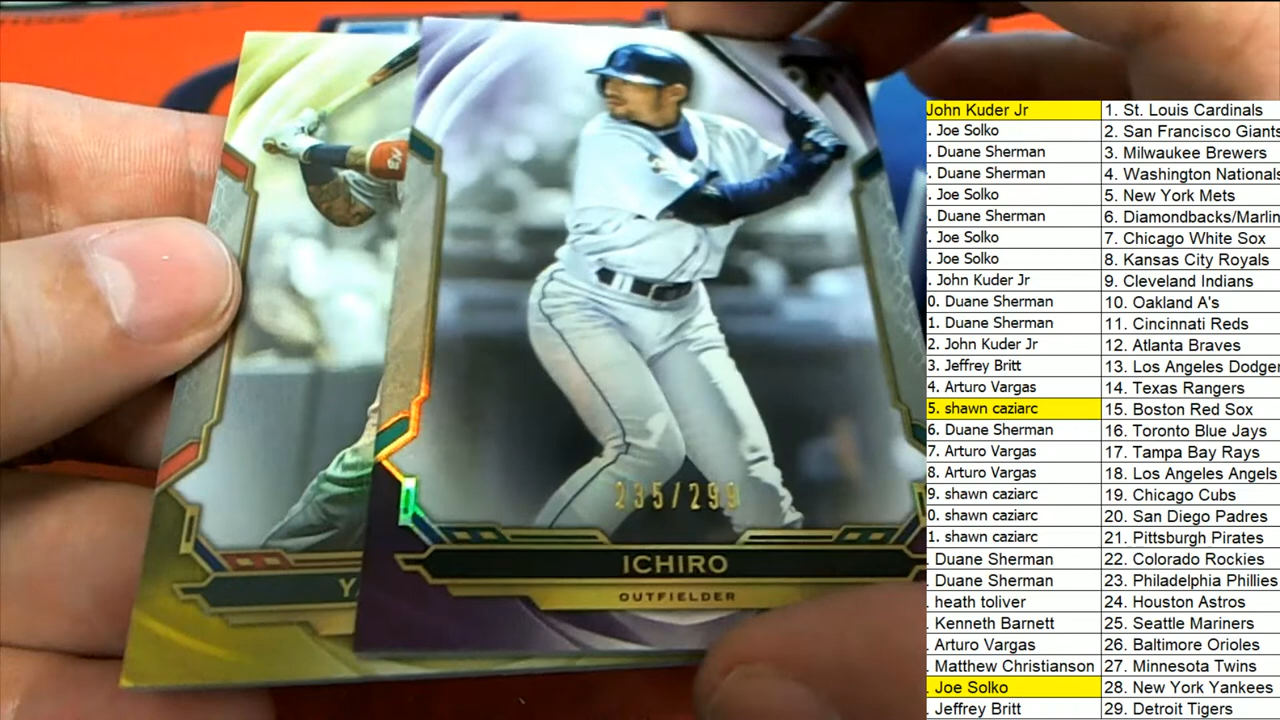 235/299
ICHIRO
OUTFIELDER
John Kuder Jr 1. St. Louis Cardinals
. Joe Solko 2. San Francisco Giants
. Duane Sherman 3. Milwaukee Brewers
. Duane Sherman 4. Washington Nationals
. Joe Solko 5. New York Mets
. Duane Sherman 6. Diamondbacks/Marlin
. Joe Solko 7. Chicago White Sox
. Joe Solko 8. Kansas City Royals
. John Kuder Jr 9. Cleveland Indians
0. Duane Sherman 10. Oakland A's
1. Duane Sherman 11. Cincinnati Reds
2. John Kuder Jr 12. Atlanta Braves
3. Jeffrey Britt 13. Los Angeles Dodger
4. Arturo Vargas 14. Texas Rangers
5. shawn caziarc 15. Boston Red Sox
6. Duane Sherman 16. Toronto Blue Jays
7. Arturo Vargas 17. Tampa Bay Rays
8. Arturo Vargas 18. Los Angeles Angels
9. shawn caziarc 19. Chicago Cubs
0. shawn caziarc 20. San Diego Padres
1. shawn caziarc 21. Pittsburgh Pirates
. Duane Sherman 22. Colorado Rockies
. Duane Sherman 23. Philadelphia Phillies
. heath toliver 24. Houston Astros
. Kenneth Barnett 25. Seattle Mariners
. Arturo Vargas 26. Baltimore Orioles
. Matthew Christianson 27. Minnesota Twins
. Joe Solko 28. New York Yankees
. Jeffrey Britt 29. Detroit Tigers